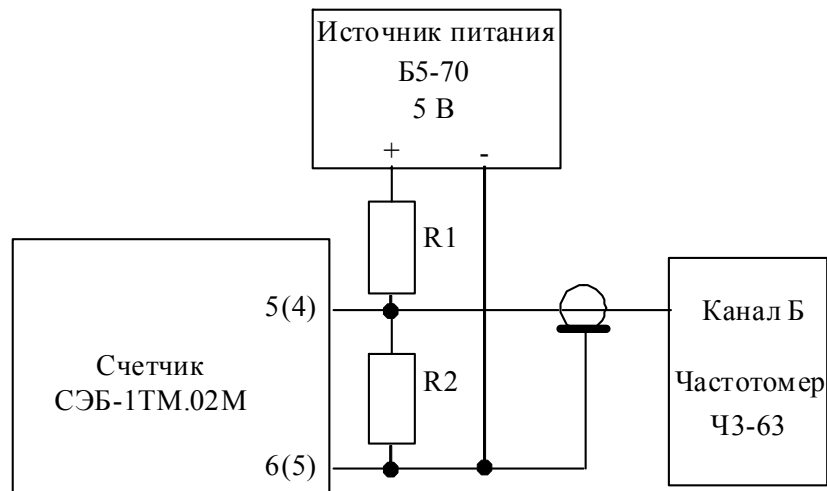 Источник питания
Б5-70
5 В
+
-
R1
5(4)
Канал Б
Счетчик
СЭБ-1ТМ.02М
R2
Частотомер
Ч3-63
6(5)